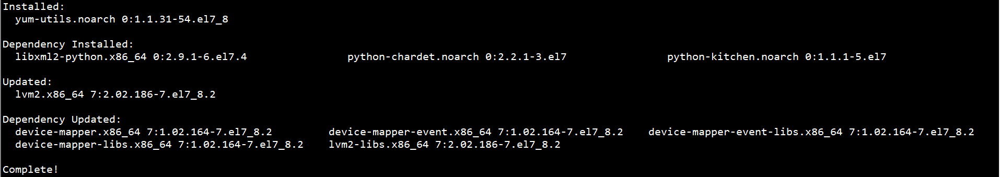 Installed:
  yum-utils.noarch 0:1.1.31-54.el7_8
Dependency Installed:
  libxml2-python.x86_64 0:2.9.1-6.el7.4                python-chardet.noarch 0:2.2.1-3.el7                python-kitchen.noarch 0:1.1.1-5.el7
Updated:
  lvm2.x86_64 7:2.02.186-7.el7_8.2
Dependency Updated:
  device-mapper.x86_64 7:1.02.164-7.el7_8.2         device-mapper-event.x86_64 7:1.02.164-7.el7_8.2    device-mapper-event-libs.x86_64 7:1.02.164-7.el7_8.2
  device-mapper-libs.x86_64 7:1.02.164-7.el7_8.2    lvm2-libs.x86_64 7:2.02.186-7.el7_8.2
Complete!